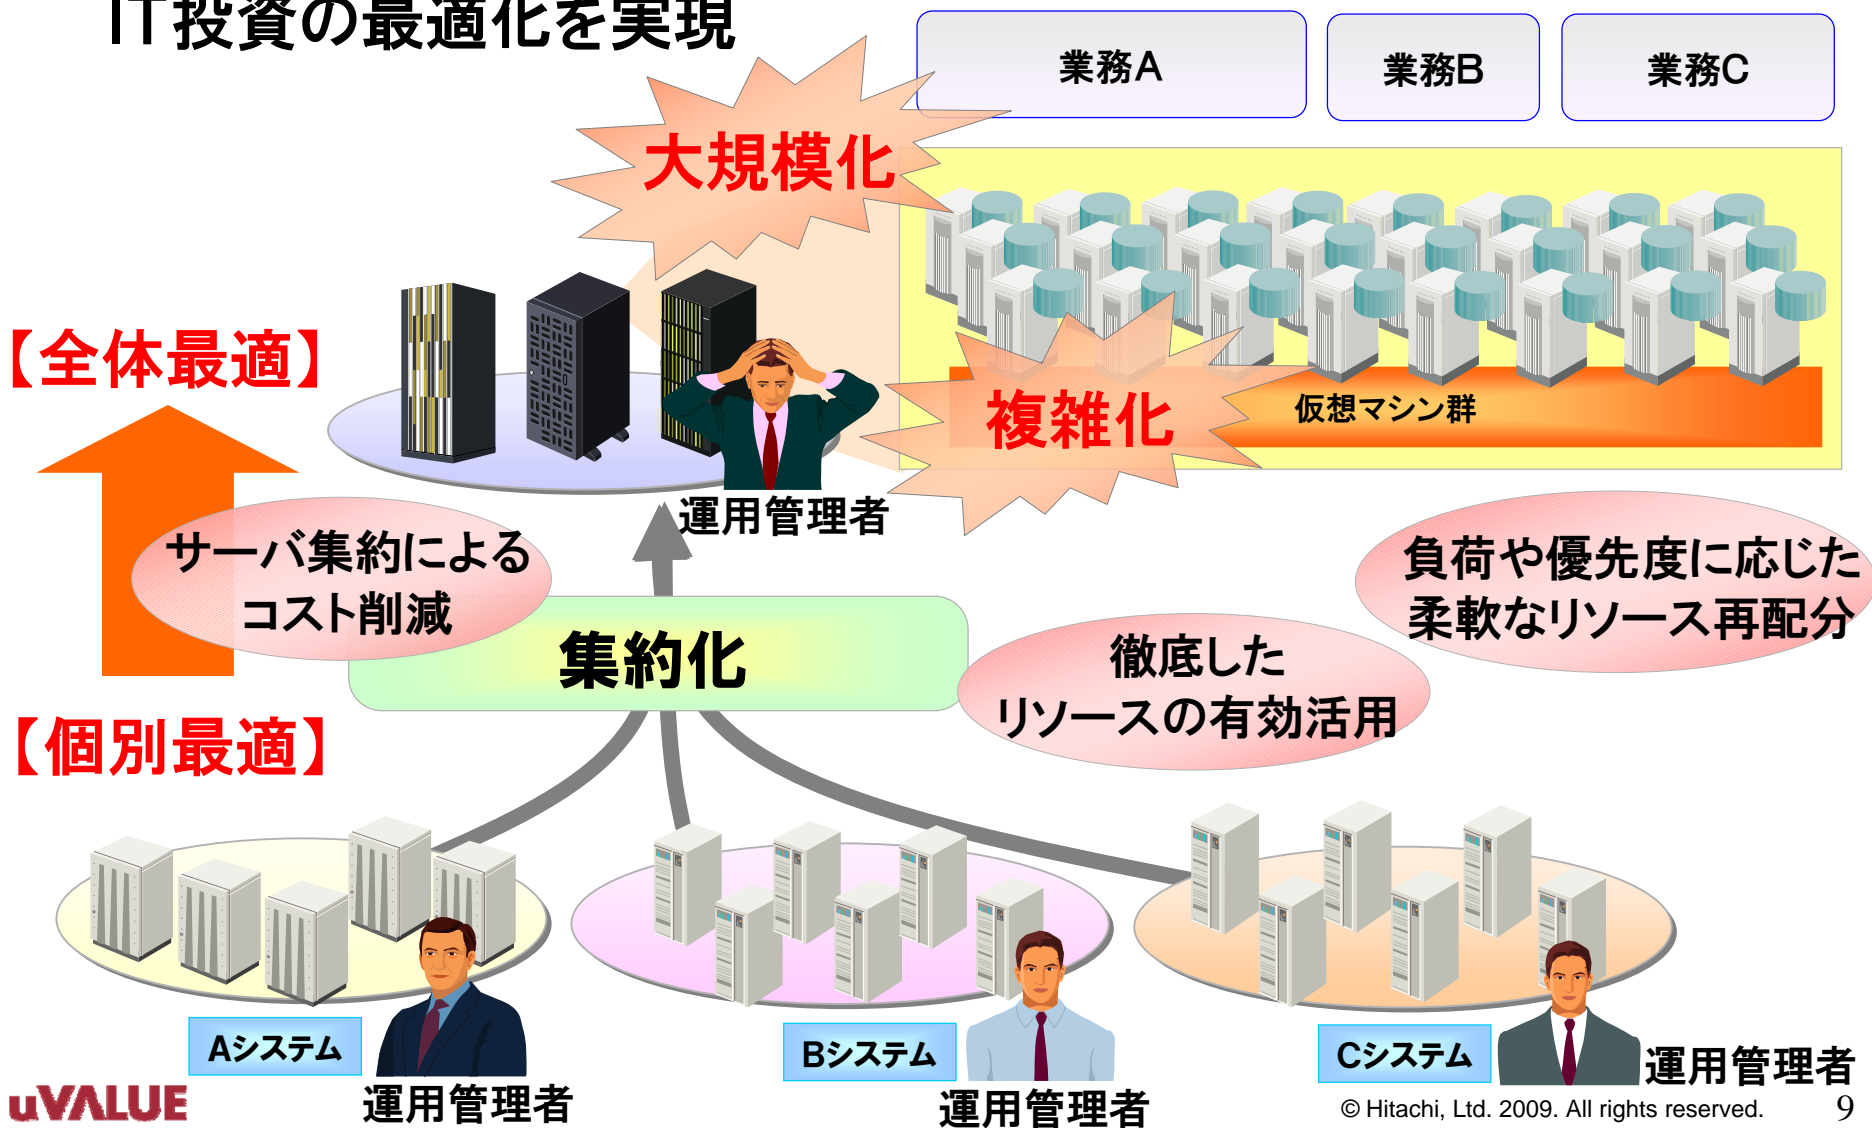 IT投資の最適化を実現
業務A
業務B
業務C
大規模化
【全体最適】
複雑化
仮想マシン群
運用管理者
サーバ集約による
コスト削減
負荷や優先度に応じた
柔軟なリソース再配分
集約化
徹底した
リソースの有効活用
【個別最適】
Aシステム
Bシステム
Cシステム
運用管理者
運用管理者
運用管理者
uVALUE
© Hitachi, Ltd. 2009. All rights reserved.
9